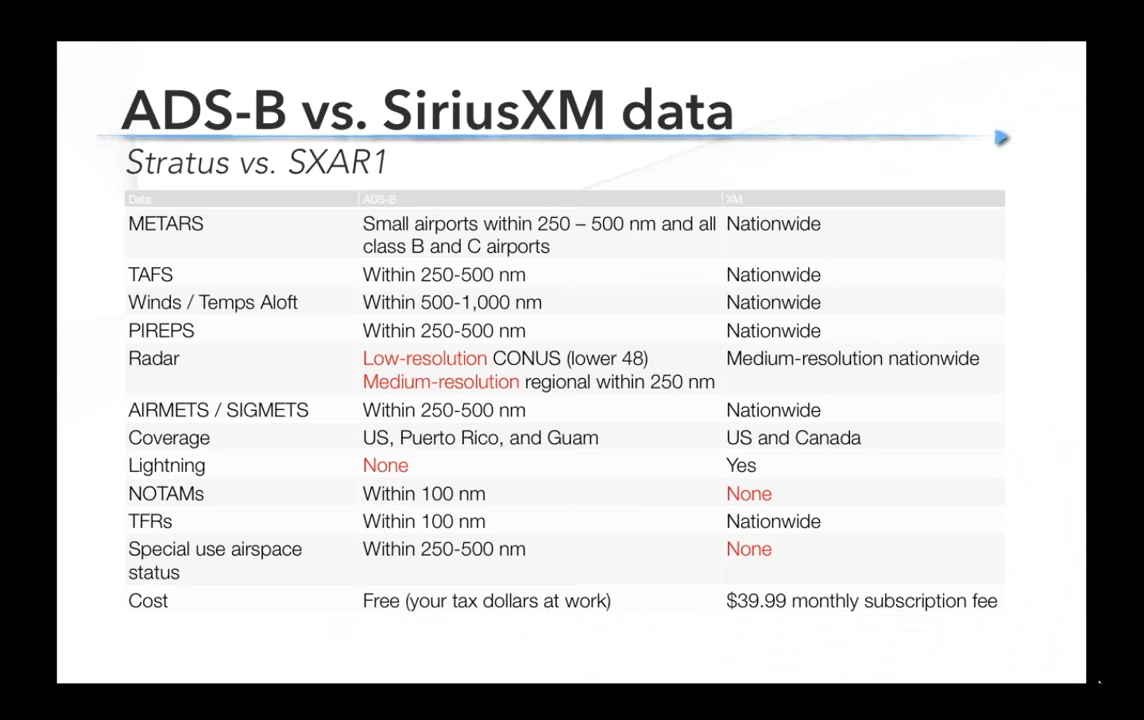 ADS-B vs. SiriusXM data
Stratus vs. SXAR1
Data ADS-B XM
METARS Small airports within 250 – 500 nm and all Nationwide
class B and C airports
TAFS Within 250-500 nm Nationwide
Winds / Temps Aloft Within 500-1,000 nm Nationwide
PIREPS Within 250-500 nm Nationwide
Radar Low-resolution CONUS (lower 48) Medium-resolution nationwide
Medium-resolution regional within 250 nm
AIRMETS / SIGMETS Within 250-500 nm Nationwide
Coverage US, Puerto Rico, and Guam US and Canada
Lightning None Yes
NOTAMs Within 100 nm None
TFRs Within 100 nm Nationwide
Special use airspace Within 250-500 nm None
status
Cost Free (your tax dollars at work) $39.99 monthly subscription fee